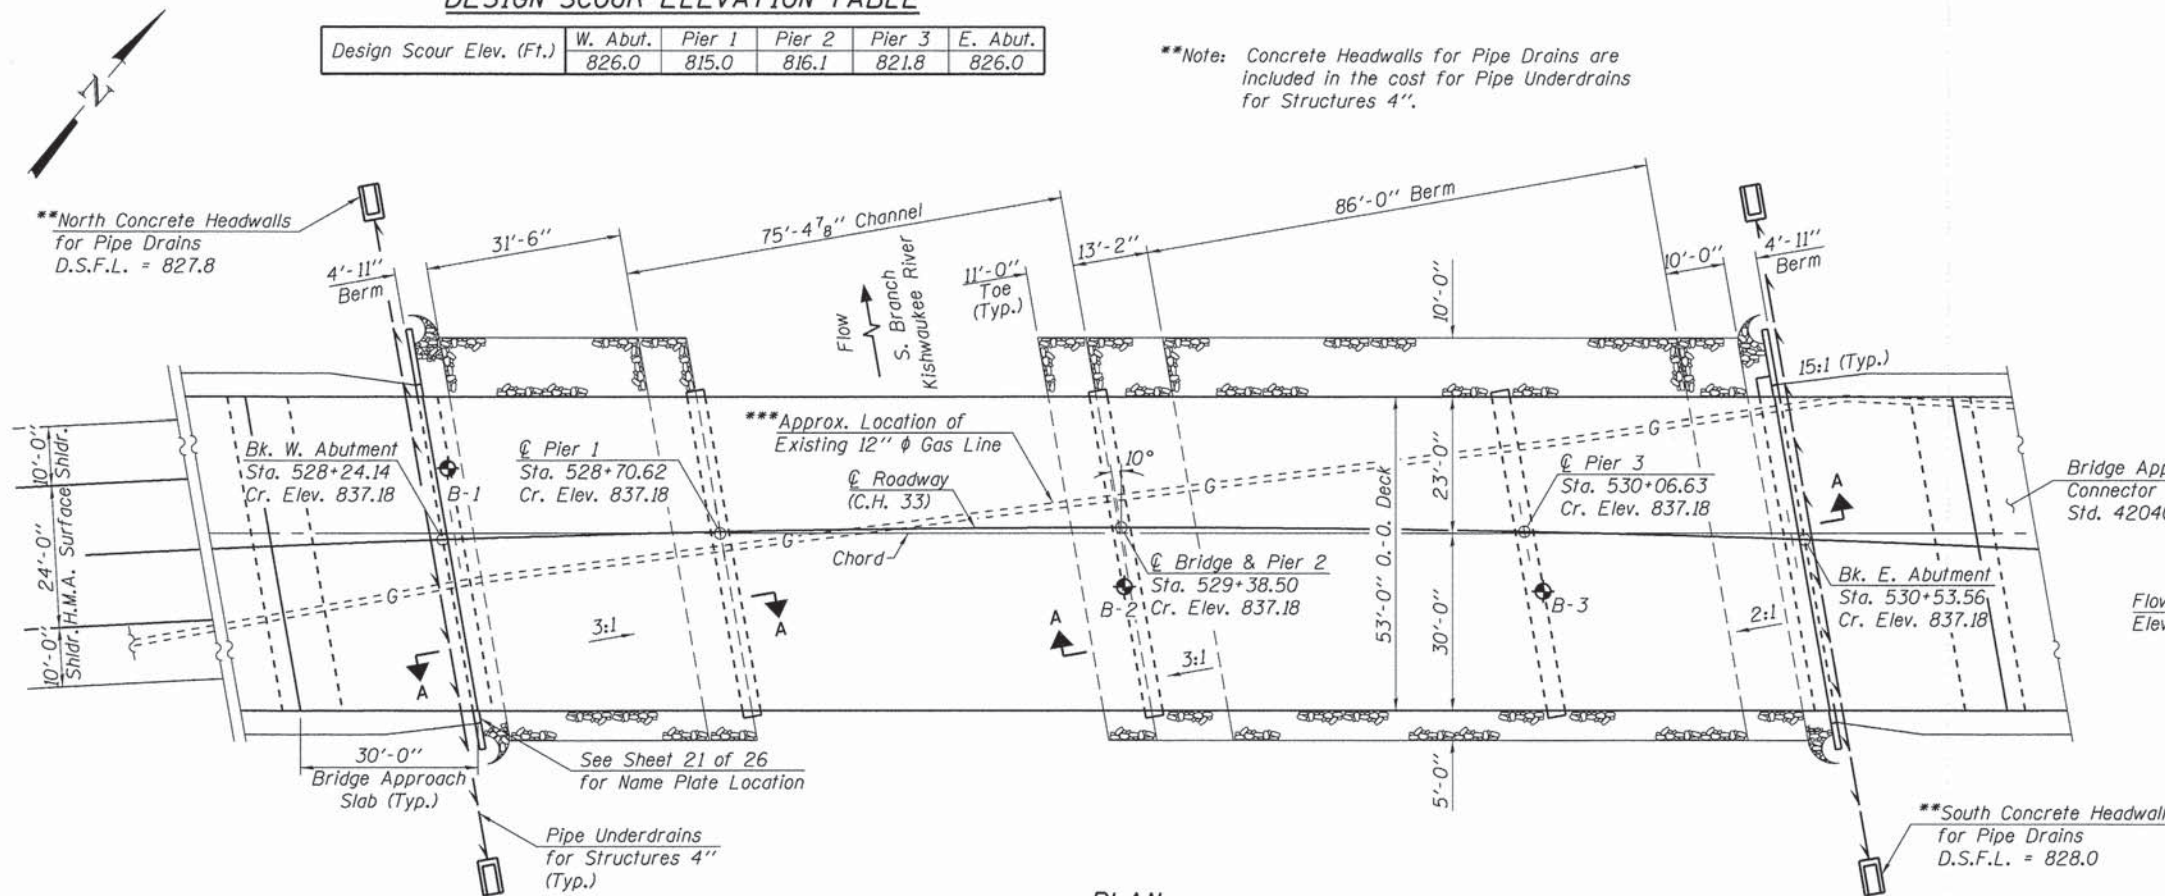 DESIGN SCOUR ELEVATION TABLE
Design Scour Elev. (Ft.) W. Abut. Pier 1 Pier 2 Pier 3 E. Abut.
826.0 815.0 816.1 821.8 826.0
**Note: Concrete Headwalls for Pipe Drains are
included in the cost for Pipe Underdrains
for Structures 4".
N
**North Concrete Headwalls
for Pipe Drains
D.S.F.L. = 827.8
4'-11"
Berm
31'-6"
75'-4 7/8" Channel
Flow
S. Branch
Kishwaukee River
11'-0"
Toe
(Typ.)
13'-2"
86'-0" Berm
10'-0"
4'-11"
Berm
10'-0"
15:1 (Typ.)
10'-0"
Shldr.
24'-0"
H.M.A. Surface
10'-0"
Shldr.
Bk. W. Abutment
Sta. 528+24.14
Cr. Elev. 837.18
B-1
℄ Pier 1
Sta. 528+70.62
Cr. Elev. 837.18
***Approx. Location of
Existing 12" ϕ Gas Line
℄ Roadway
(C.H. 33)
Chord
10°
G
G
G
G
℄ Bridge & Pier 2
Sta. 529+38.50
Cr. Elev. 837.18
B-2
53'-0" O.-O. Deck
23'-0"
30'-0"
℄ Pier 3
Sta. 530+06.63
Cr. Elev. 837.18
B-3
A
A
A
A
3:1
3:1
2:1
Bk. E. Abutment
Sta. 530+53.56
Cr. Elev. 837.18
Bridge App
Connector
Std. 4204
Flow
Elev
30'-0"
Bridge Approach
Slab (Typ.)
See Sheet 21 of 26
for Name Plate Location
Pipe Underdrains
for Structures 4"
(Typ.)
5'-0"
**South Concrete Headwall
for Pipe Drains
D.S.F.L. = 828.0
PLAN